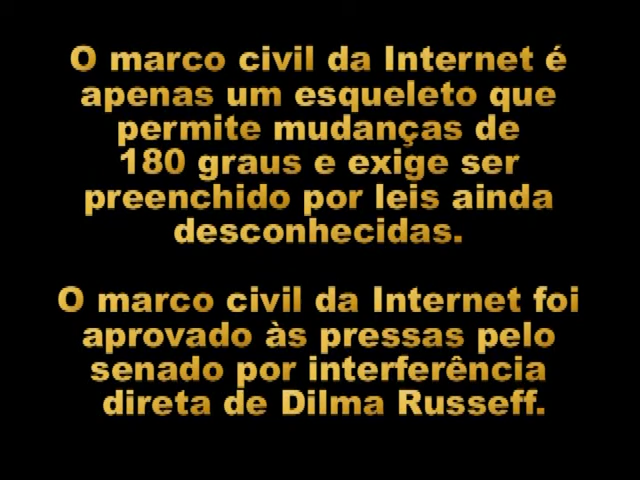 O marco civil da Internet é
apenas um esqueleto que
permite mudanças de
180 graus e exige ser
preenchido por leis ainda
desconhecidas.
O marco civil da Internet foi
aprovado às pressas pelo
senado por interferência
direta de Dilma Russeff.